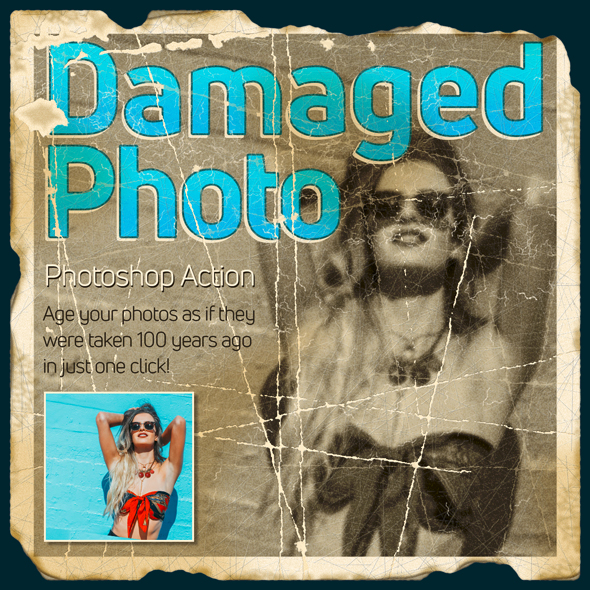 Damaged
Photo
Photoshop Action
Age your photos as if they
were taken 100 years ago
in just one click!